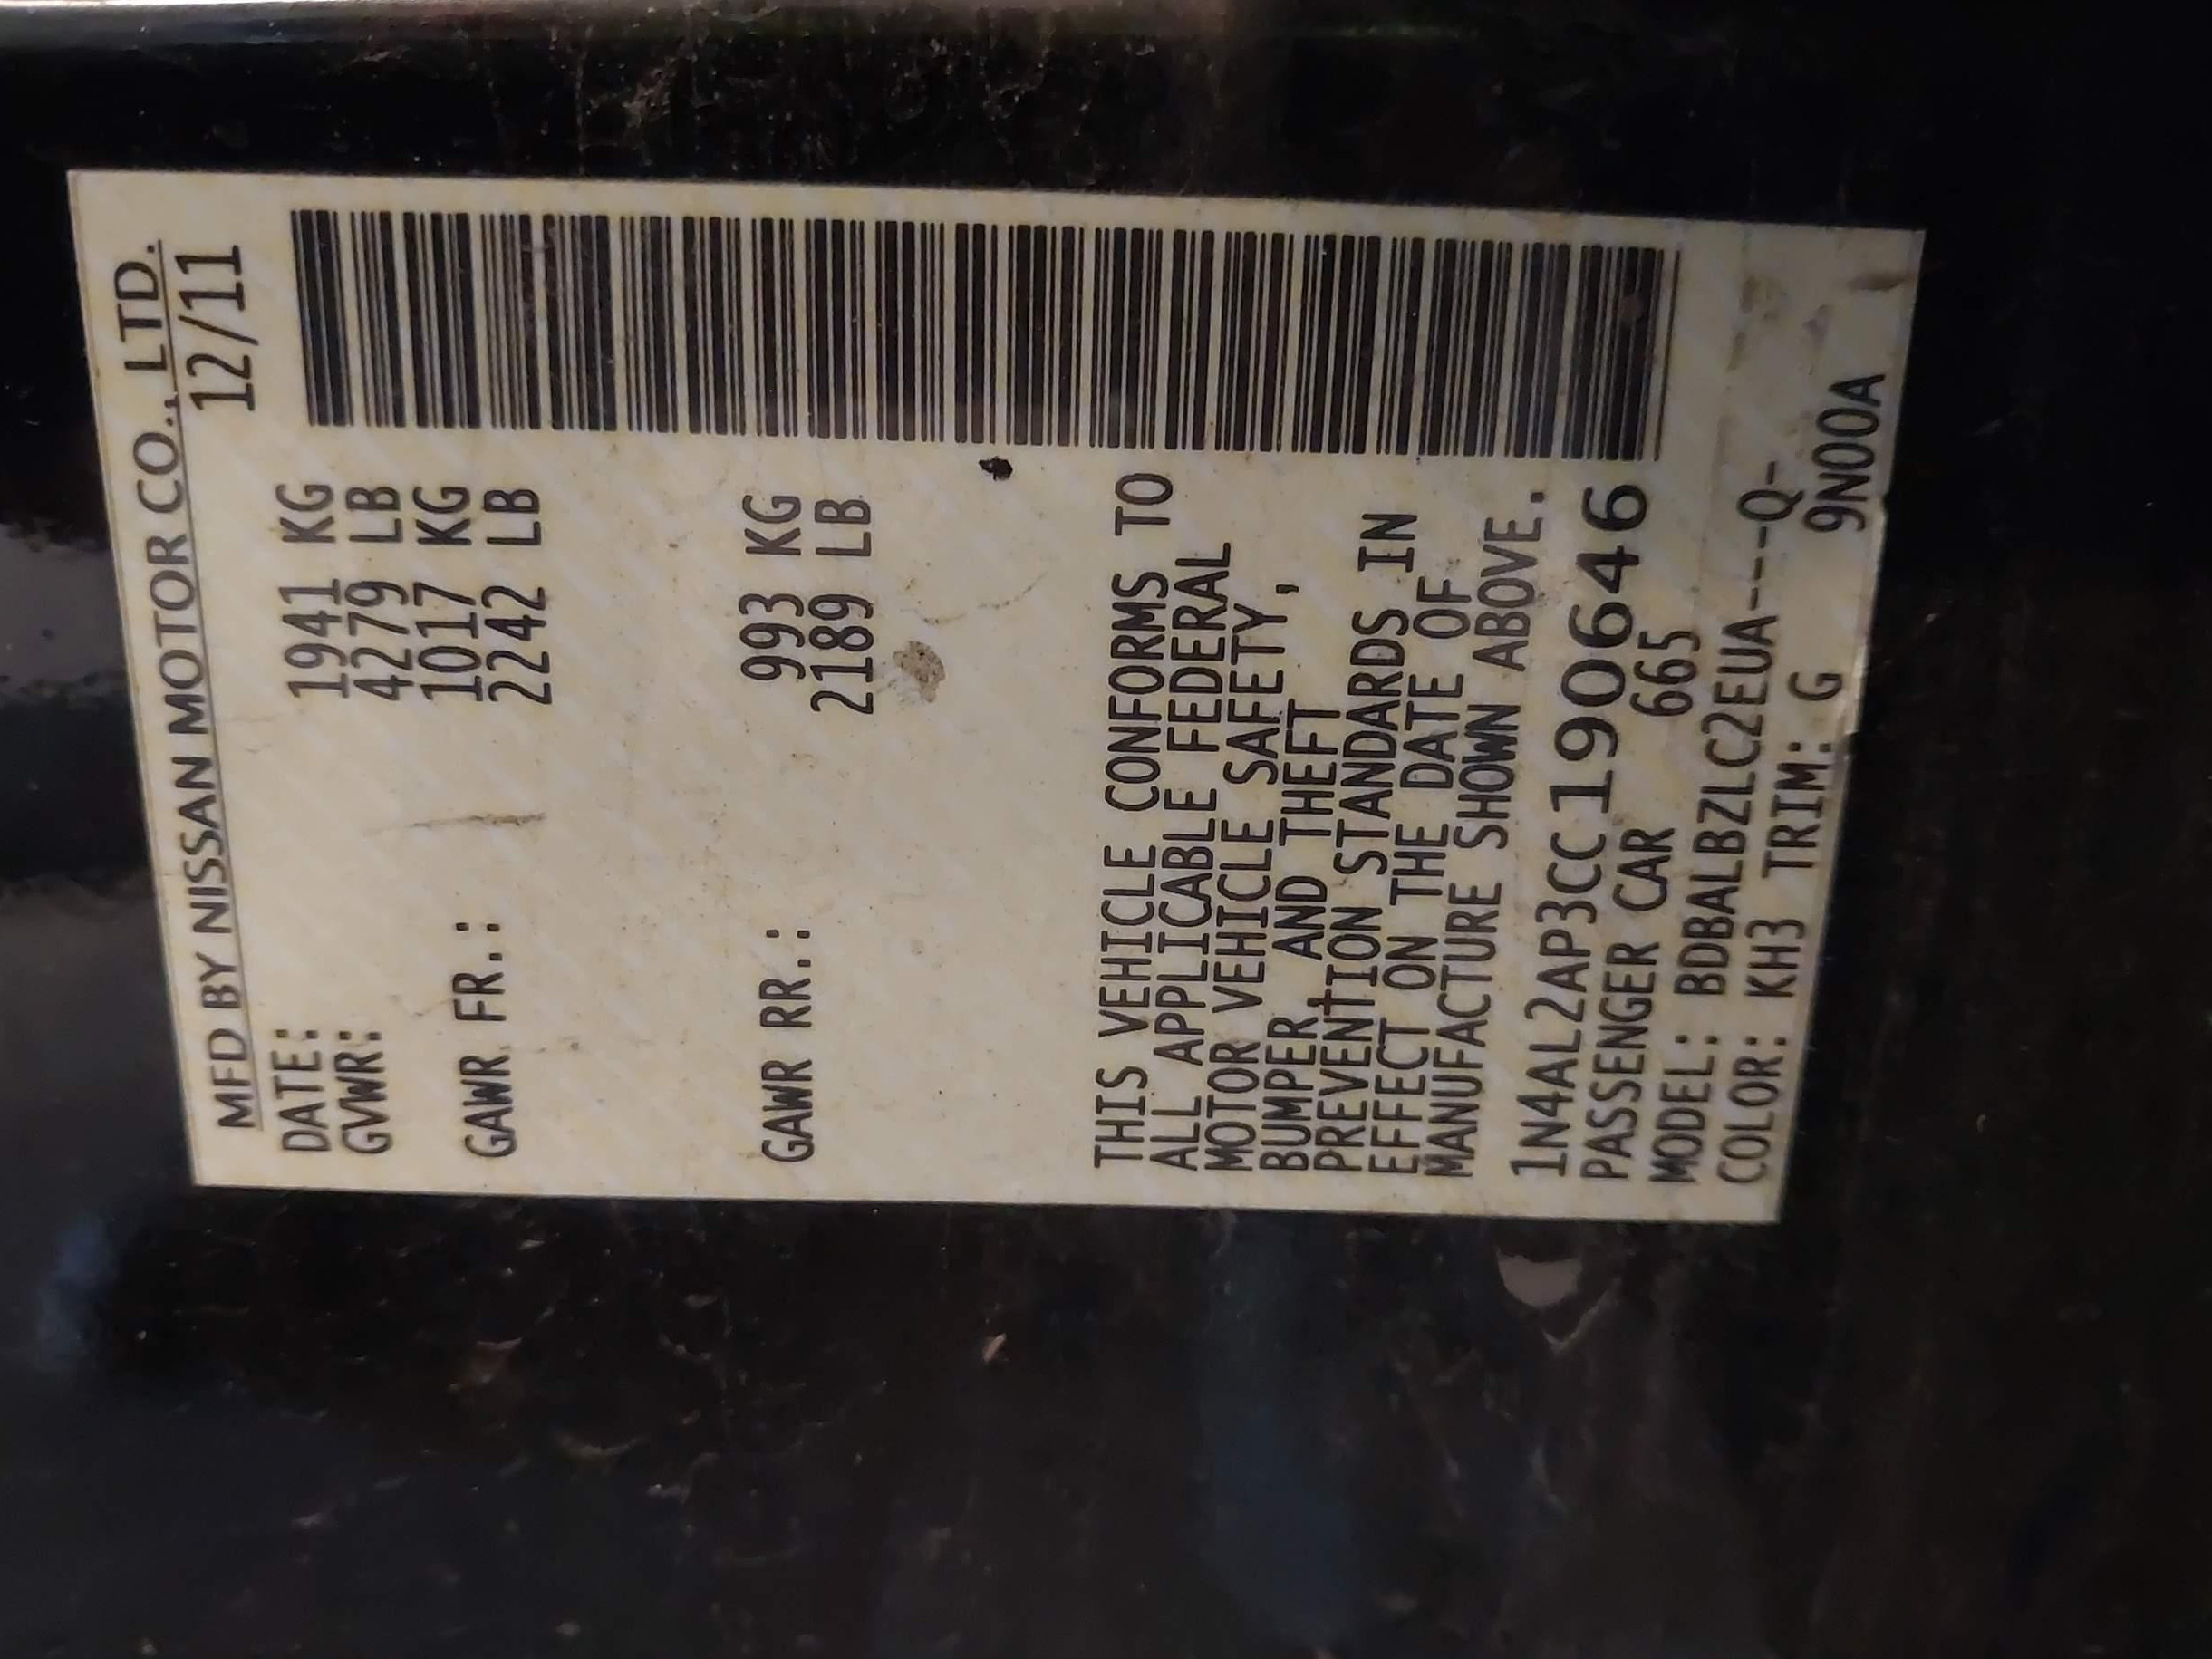 MFD BY NISSAN MOTOR CO., LTD.
DATE: 12/11
GVWR: 1941 KG
4279 LB
GAWR FR.: 1017 KG
2242 LB
GAWR RR.: 993 KG
2189 LB
THIS VEHICLE CONFORMS TO
ALL APPLICABLE FEDERAL
MOTOR VEHICLE SAFETY,
BUMPER, AND THEFT
PREVENTION STANDARDS IN
EFFECT ON THE DATE OF
MANUFACTURE SHOWN ABOVE.
1N4AL2AP3CC190646
PASSENGER CAR 665
MODEL: BDBALBZLC2EUA---Q-
COLOR: KH3 TRIM: G 9N00A